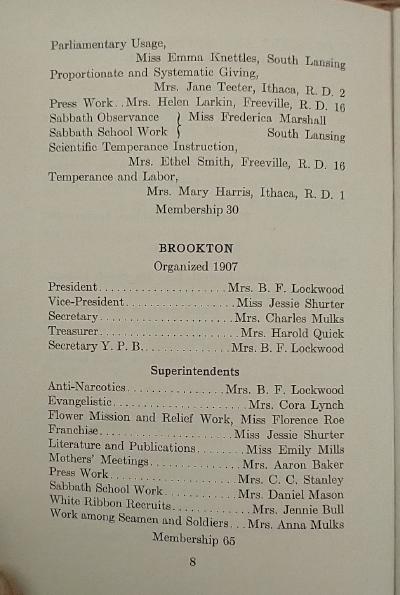 Parliamentary Usage,
Miss Emma Knettles, South Lansing
Proportionate and Systematic Giving,
Mrs. Jane Teeter, Ithaca, R. D. 2
Press Work..Mrs. Helen Larkin, Freeville, R. D. 16
Sabbath Observance } Miss Frederica Marshall
Sabbath School Work } South Lansing
Scientific Temperance Instruction,
Mrs. Ethel Smith, Freeville, R. D. 16
Temperance and Labor,
Mrs. Mary Harris, Ithaca, R. D. 1
Membership 30
BROOKTON
Organized 1907
President......................Mrs. B. F. Lockwood
Vice-President...................Miss Jessie Shurter
Secretary.......................Mrs. Charles Mulks
Treasurer........................Mrs. Harold Quick
Secretary Y. P. B...............Mrs. B. F. Lockwood
Superintendents
Anti-Narcotics.................Mrs. B. F. Lockwood
Evangelistic.......................Mrs. Cora Lynch
Flower Mission and Relief Work, Miss Florence Roe
Franchise.......................Miss Jessie Shurter
Literature and Publications........Miss Emily Mills
Mothers' Meetings................Mrs. Aaron Baker
Press Work......................Mrs. C. C. Stanley
Sabbath School Work.............Mrs. Daniel Mason
White Ribbon Recruits..............Mrs. Jennie Bull
Work among Seamen and Soldiers...Mrs. Anna Mulks
Membership 65
8